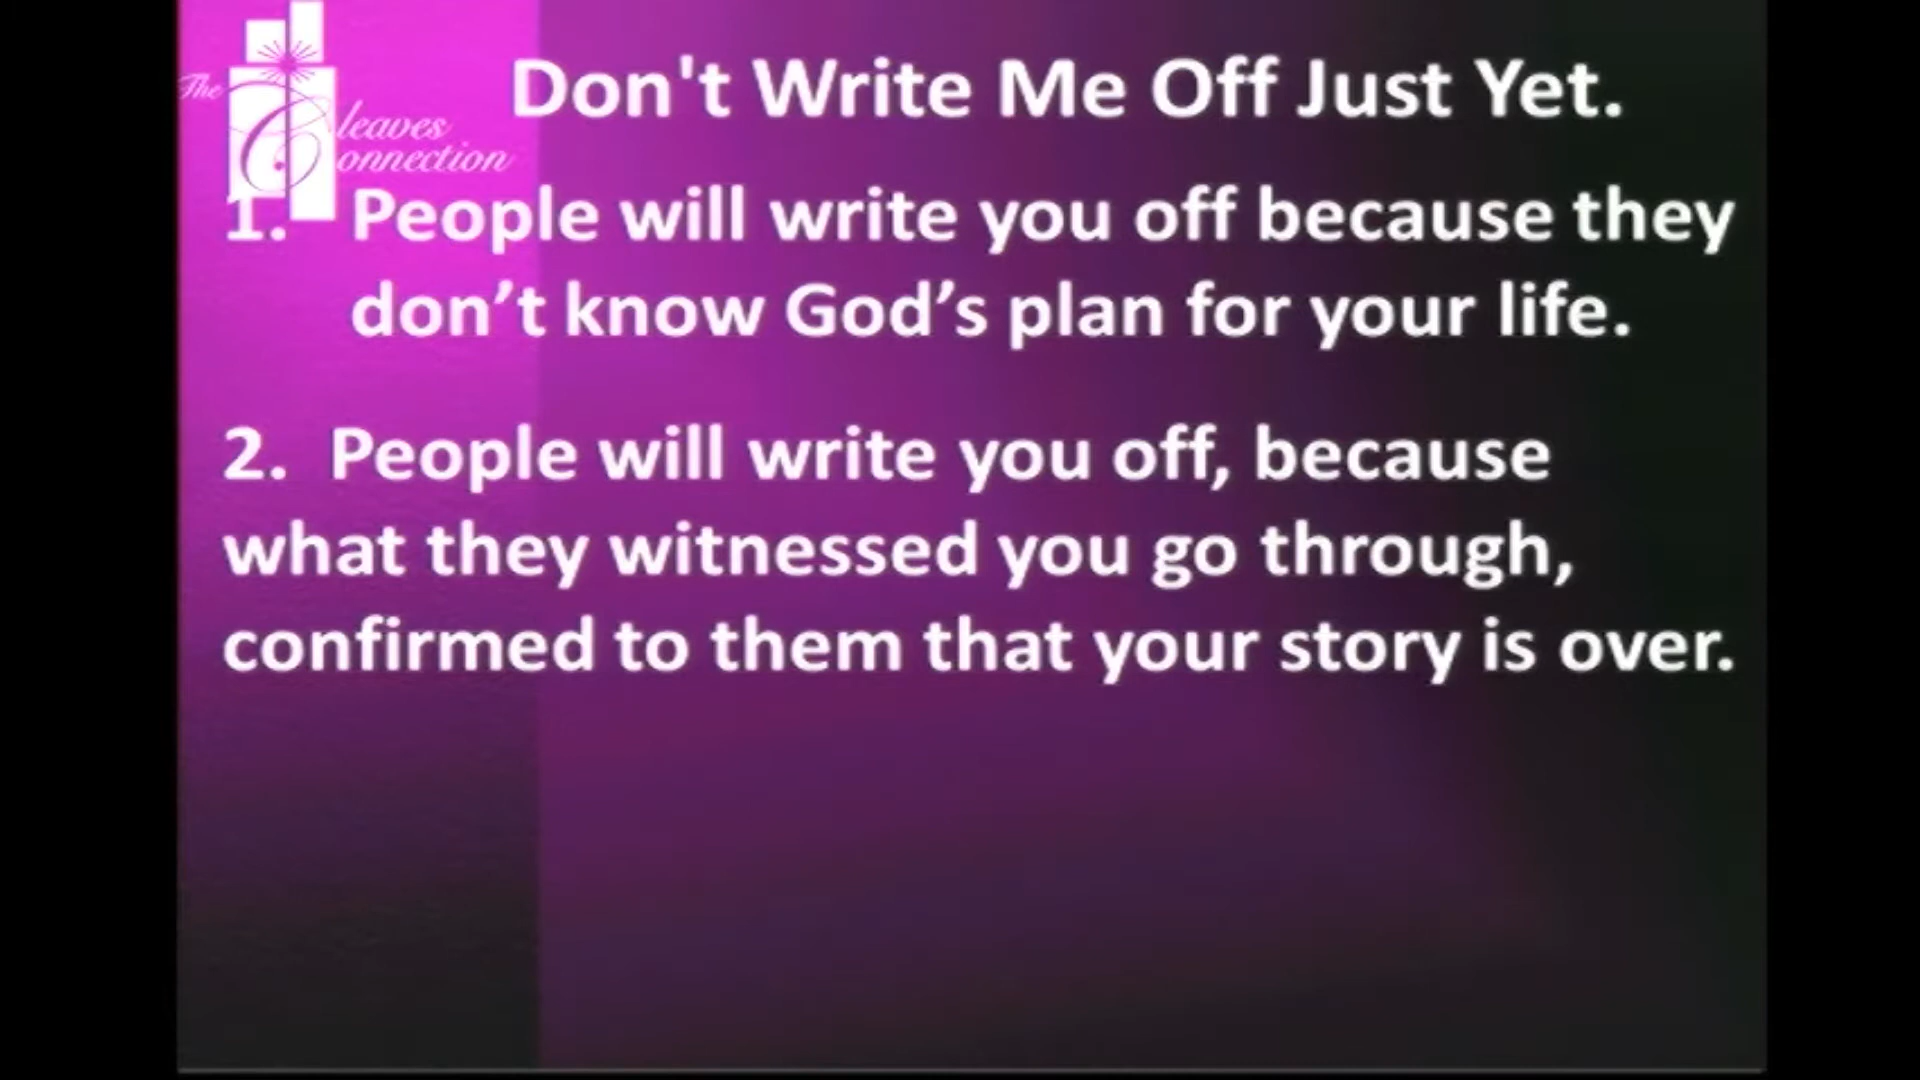 The
Cleaves
Connection
Don't Write Me Off Just Yet.
1. People will write you off because they
don’t know God’s plan for your life.
2. People will write you off, because
what they witnessed you go through,
confirmed to them that your story is over.